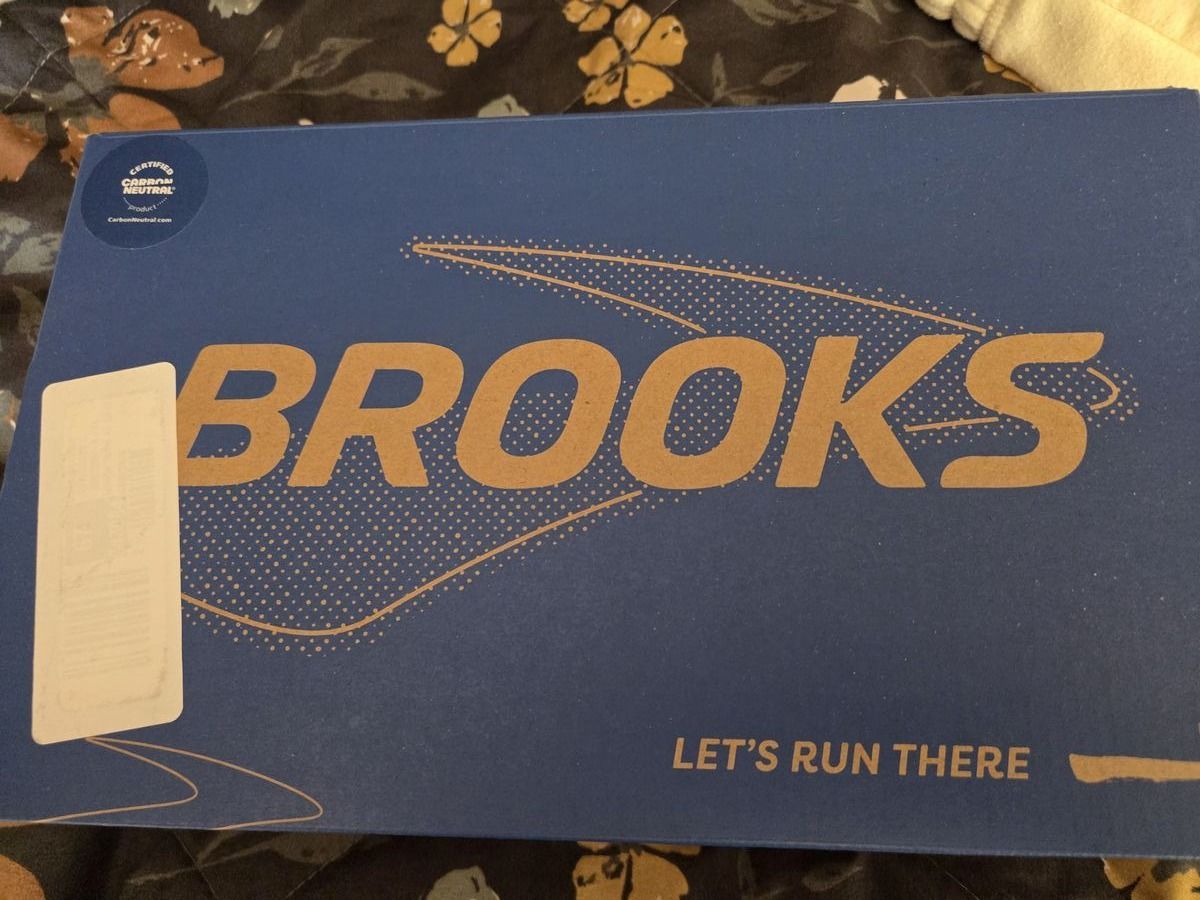 CERTIFIED
CARBON
NEUTRAL®
product
CarbonNeutral.com
BROOKS
LET'S RUN THERE